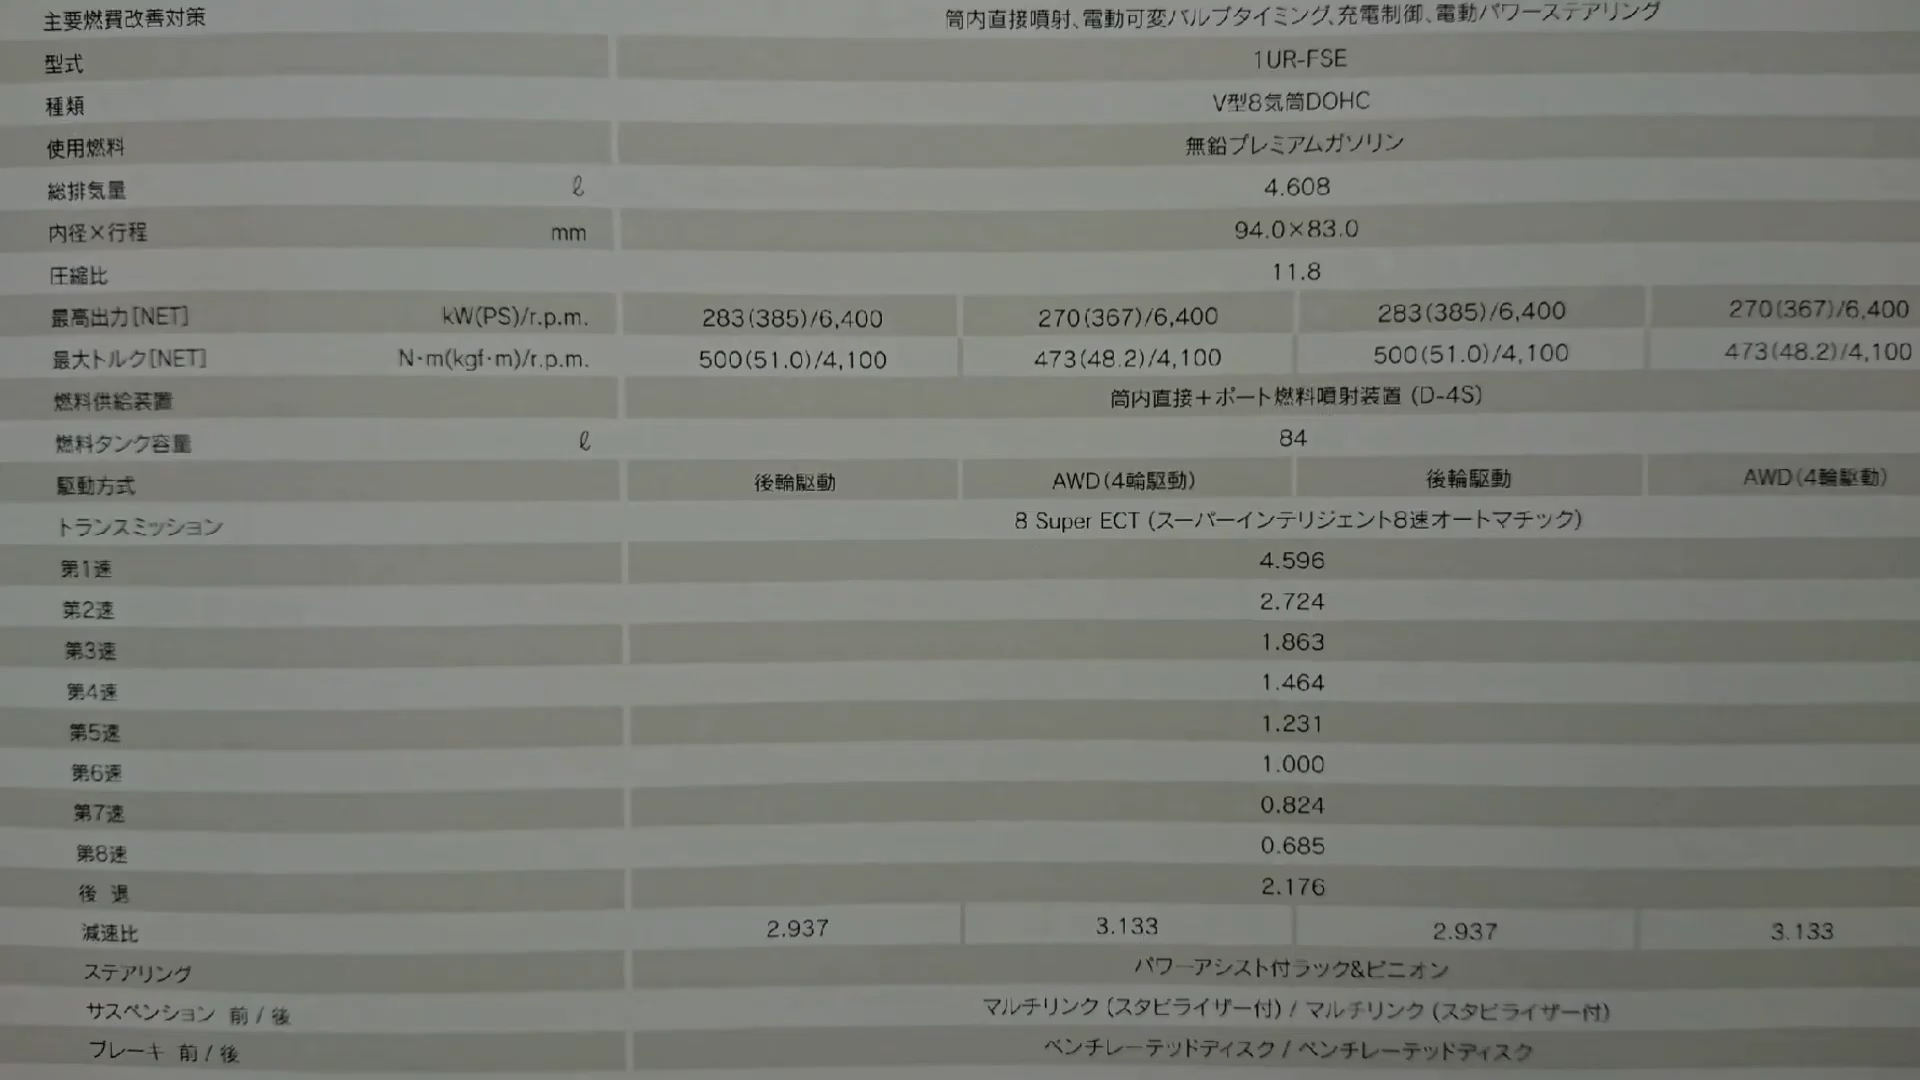 主要燃費改善対策 筒内直接噴射、電動可変バルブタイミング、充電制御、電動パワーステアリング
型式 1UR-FSE
種類 V型8気筒DOHC
使用燃料 無鉛プレミアムガソリン
総排気量 ℓ 4.608
内径×行程 mm 94.0×83.0
圧縮比 11.8
最高出力[NET] kW(PS)/r.p.m. 283(385)/6,400 270(367)/6,400 283(385)/6,400 270(367)/6,400
最大トルク[NET] N·m(kgf·m)/r.p.m. 500(51.0)/4,100 473(48.2)/4,100 500(51.0)/4,100 473(48.2)/4,100
燃料供給装置 筒内直接+ポート燃料噴射装置 (D-4S)
燃料タンク容量 ℓ 84
駆動方式 後輪駆動 AWD(4輪駆動) 後輪駆動 AWD(4輪駆動)
トランスミッション 8 Super ECT (スーパーインテリジェント8速オートマチック)
第1速 4.596
第2速 2.724
第3速 1.863
第4速 1.464
第5速 1.231
第6速 1.000
第7速 0.824
第8速 0.685
後 退 2.176
減速比 2.937 3.133 2.937 3.133
ステアリング パワーアシスト付ラック&ピニオン
サスペンション 前 / 後 マルチリンク (スタビライザー付) / マルチリンク (スタビライザー付)
ブレーキ 前 / 後 ベンチレーテッドディスク / ベンチレーテッドディスク